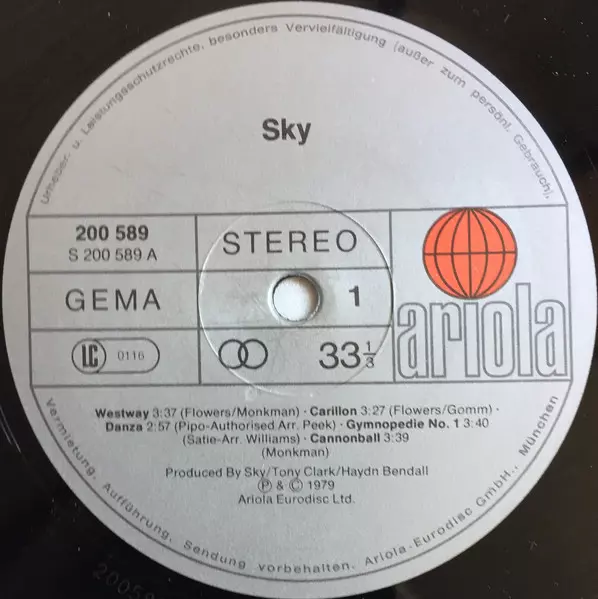 Urheber- u. Leistungsschutzrechte, besonders Vervielfältigung (außer zum persönl. Gebrauch),
Sky
200 589
S 200 589 A
STEREO
GEMA
1
ariola
LC 0116
33 1/3
Westway 3:37 (Flowers/Monkman) · Carillon 3:27 (Flowers/Gomm) ·
Danza 2:57 (Pipo-Authorised Arr. Peek) · Gymnopedie No. 1 3:40
(Satie-Arr. Williams) · Cannonball 3:39
(Monkman)
Produced By Sky/Tony Clark/Haydn Bendall
Ⓟ & © 1979
Ariola Eurodisc Ltd.
Vermietung, Aufführung, Sendung vorbehalten. Ariola-Eurodisc GmbH., München
20058